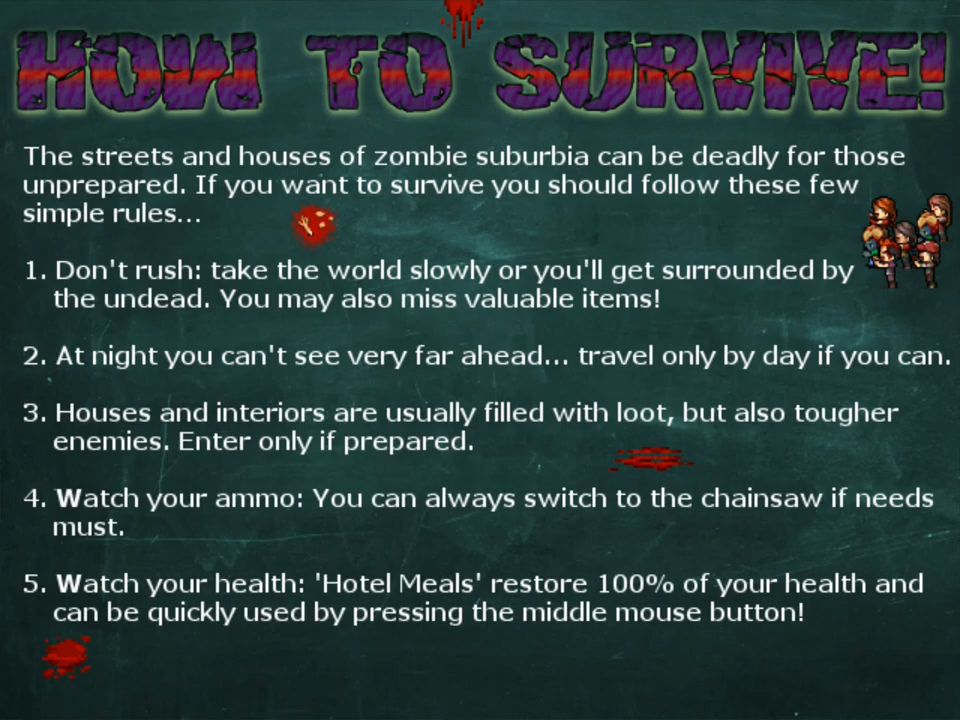 HOW TO SURVIVE!
The streets and houses of zombie suburbia can be deadly for those
unprepared. If you want to survive you should follow these few
simple rules...
1. Don't rush: take the world slowly or you'll get surrounded by
the undead. You may also miss valuable items!
2. At night you can't see very far ahead... travel only by day if you can.
3. Houses and interiors are usually filled with loot, but also tougher
enemies. Enter only if prepared.
4. Watch your ammo: You can always switch to the chainsaw if needs
must.
5. Watch your health: 'Hotel Meals' restore 100% of your health and
can be quickly used by pressing the middle mouse button!